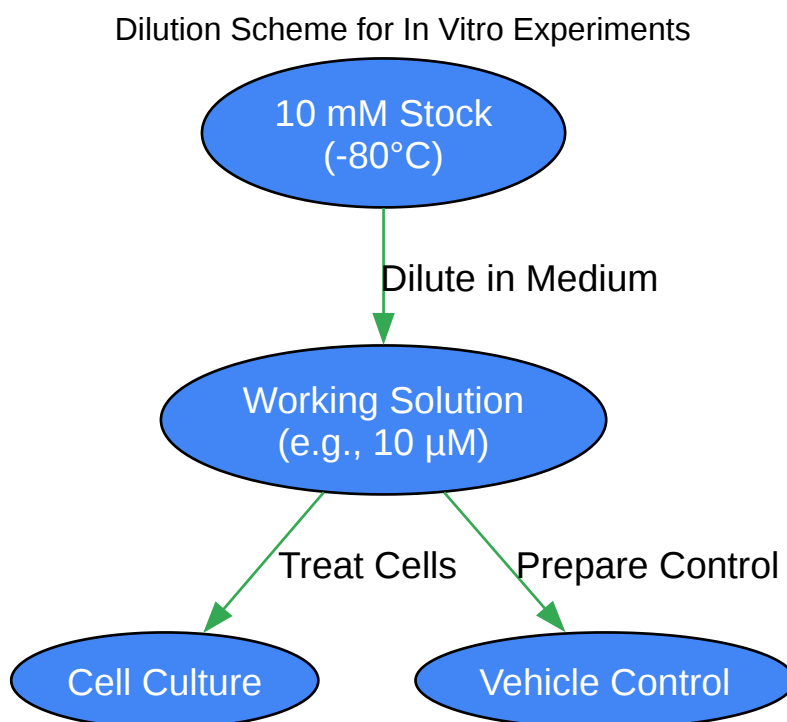 Dilution Scheme for In Vitro Experiments
10 mM Stock
(-80°C)
Dilute in Medium
Working Solution
(e.g., 10 µM)
Treat Cells
Prepare Control
Cell Culture
Vehicle Control